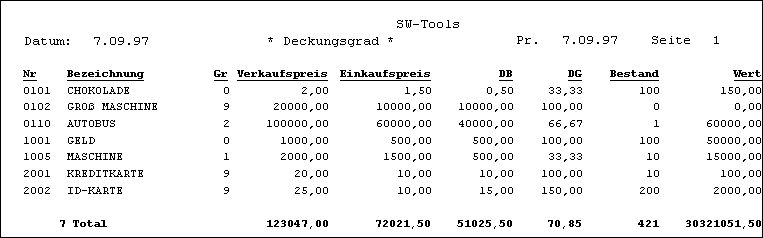 SW-Tools
Datum: 7.09.97 * Deckungsgrad * Pr. 7.09.97 Seite 1
Nr Bezeichnung Gr Verkaufspreis Einkaufspreis DB DG Bestand Wert
0101 CHOKOLADE 0 2,00 1,50 0,50 33,33 100 150,00
0102 GROß MASCHINE 9 20000,00 10000,00 10000,00 100,00 0 0,00
0110 AUTOBUS 2 100000,00 60000,00 40000,00 66,67 1 60000,00
1001 GELD 0 1000,00 500,00 500,00 100,00 100 50000,00
1005 MASCHINE 1 2000,00 1500,00 500,00 33,33 10 15000,00
2001 KREDITKARTE 9 20,00 10,00 10,00 100,00 10 100,00
2002 ID-KARTE 9 25,00 10,00 15,00 150,00 200 2000,00
7 Total 123047,00 72021,50 51025,50 70,85 421 30321051,50